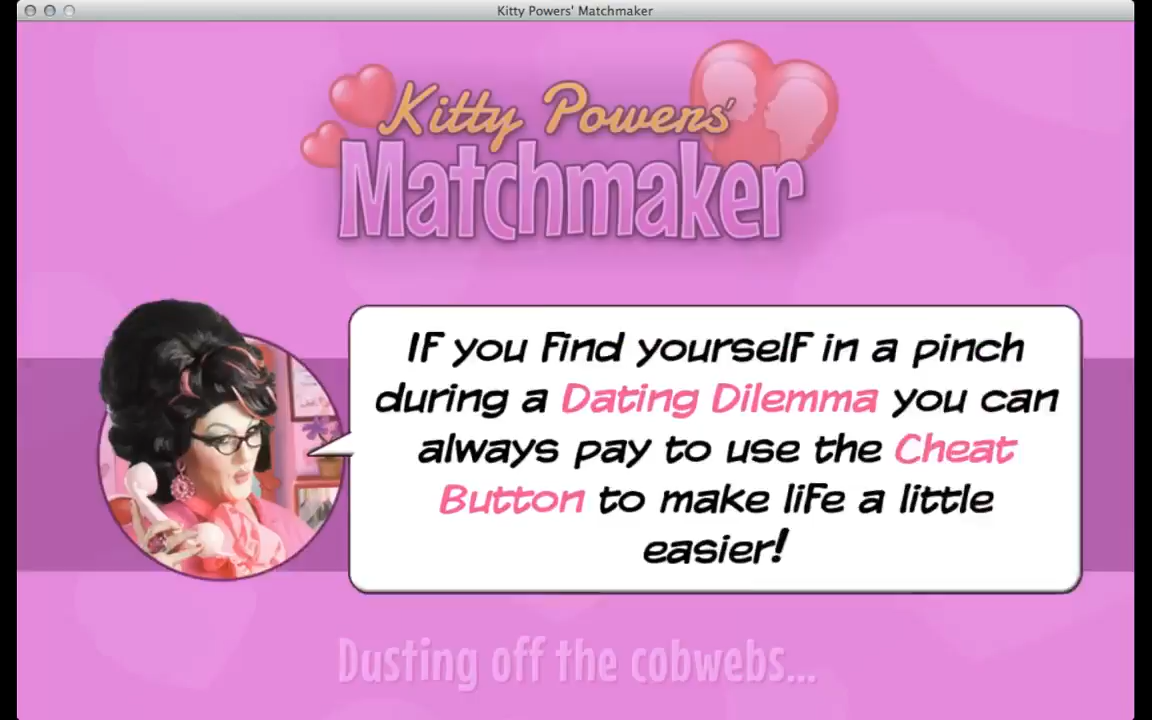 Kitty Powers' Matchmaker
Kitty Powers'
Matchmaker
If you find yourself in a pinch
during a Dating Dilemma you can
always pay to use the Cheat
Button to make life a little
easier!
Dusting off the cobwebs...